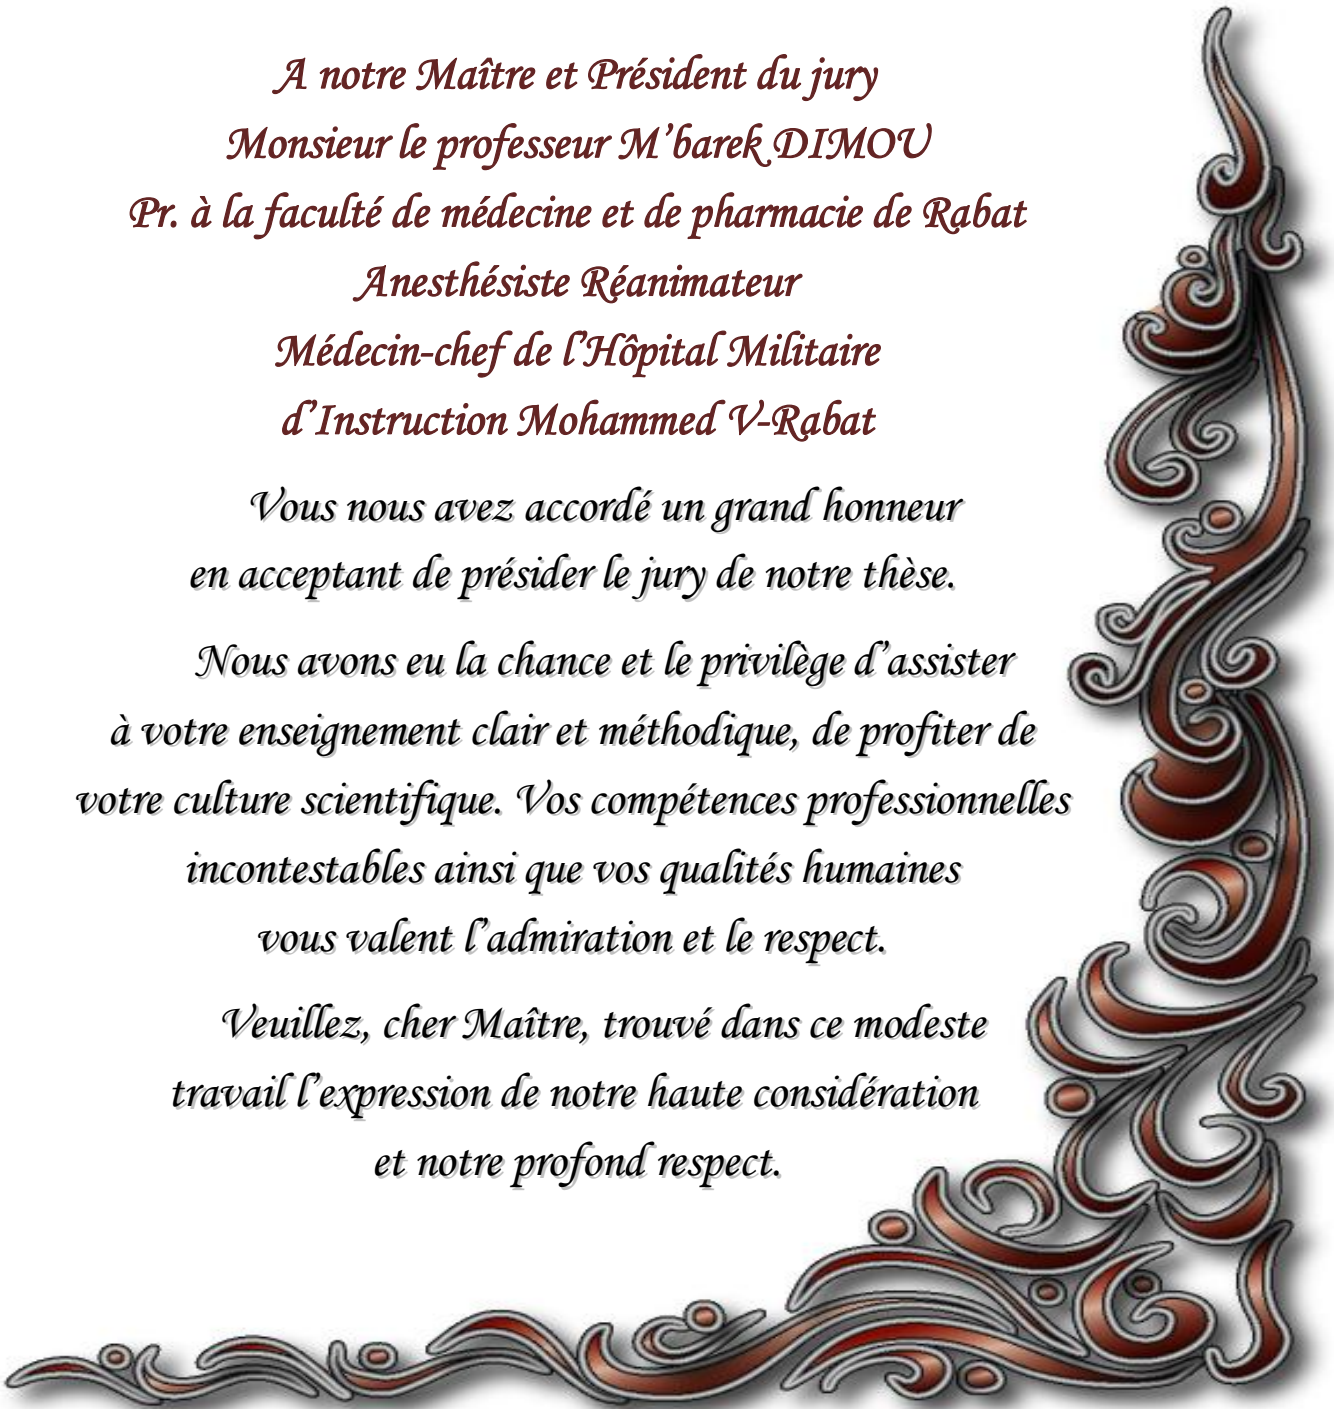 A notre Maître et Président du jury
Monsieur le professeur M’barek DIMOU
Pr. à la faculté de médecine et de pharmacie de Rabat
Anesthésiste Réanimateur
Médecin-chef de l’Hôpital Militaire
d’Instruction Mohammed V-Rabat
Vous nous avez accordé un grand honneur
en acceptant de présider le jury de notre thèse.
Nous avons eu la chance et le privilège d’assister
à votre enseignement clair et méthodique, de profiter de
votre culture scientifique. Vos compétences professionnelles
incontestables ainsi que vos qualités humaines
vous valent l’admiration et le respect.
Veuillez, cher Maître, trouvé dans ce modeste
travail l’expression de notre haute considération
et notre profond respect.